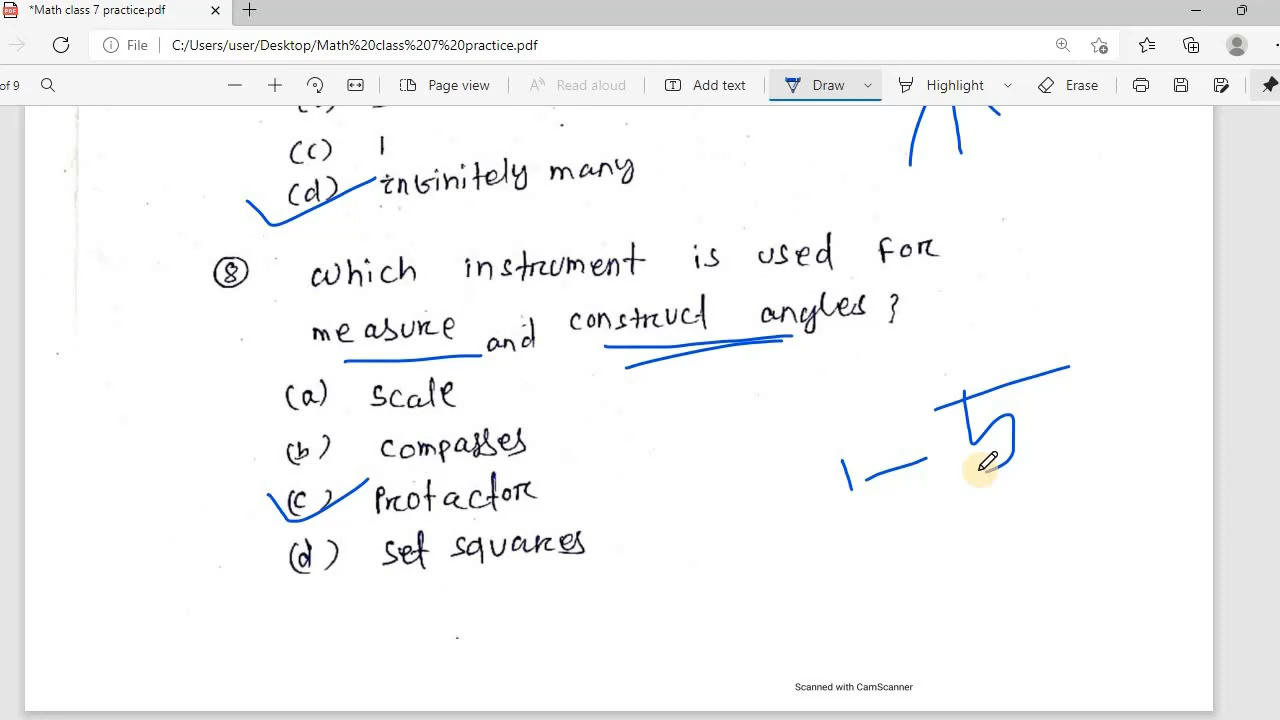 *Math class 7 practice.pdf
File C:/Users/user/Desktop/Math%20class%207%20practice.pdf
of 9 Page view Read aloud Add text Draw Highlight Erase
(c) 1
(d) infinitely many
8 which instrument is used for
measure and construct angles?
(a) scale
(b) compasses
(c) Protactor
(d) set squares
1 - 5
Scanned with CamScanner